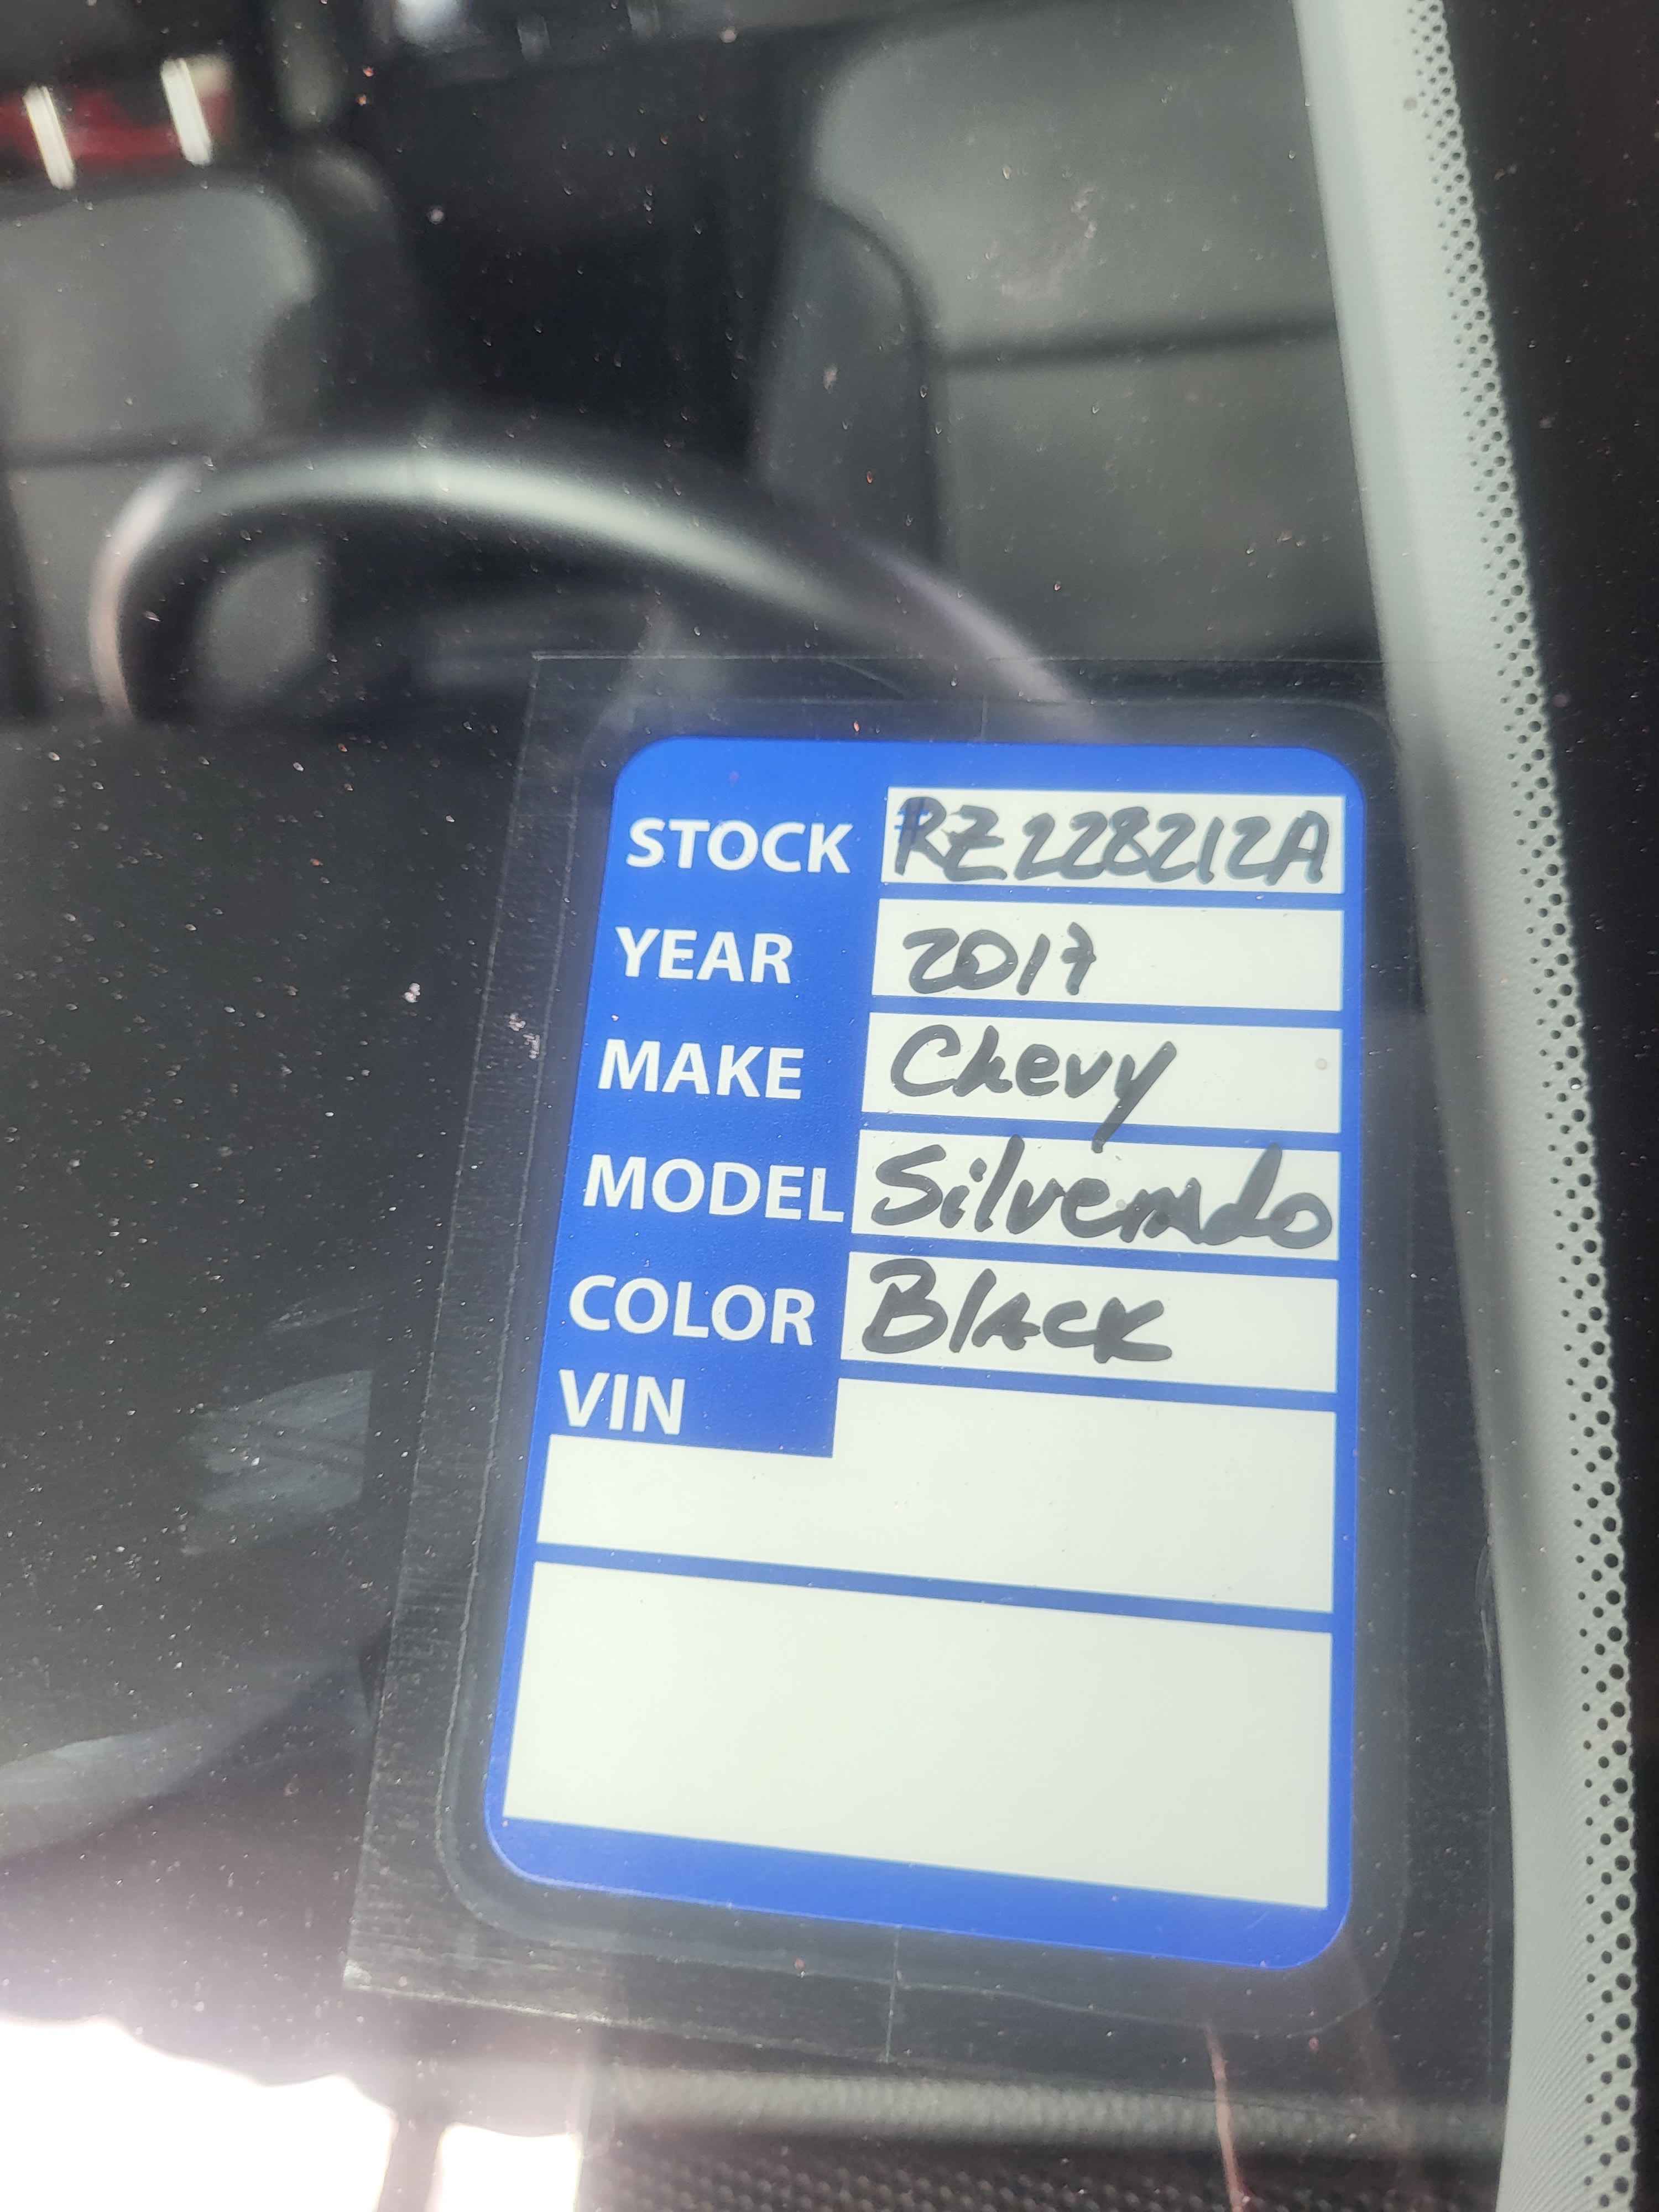 STOCK #RZ228212A
YEAR 2017
MAKE Chevy
MODEL Silverado
COLOR Black
VIN